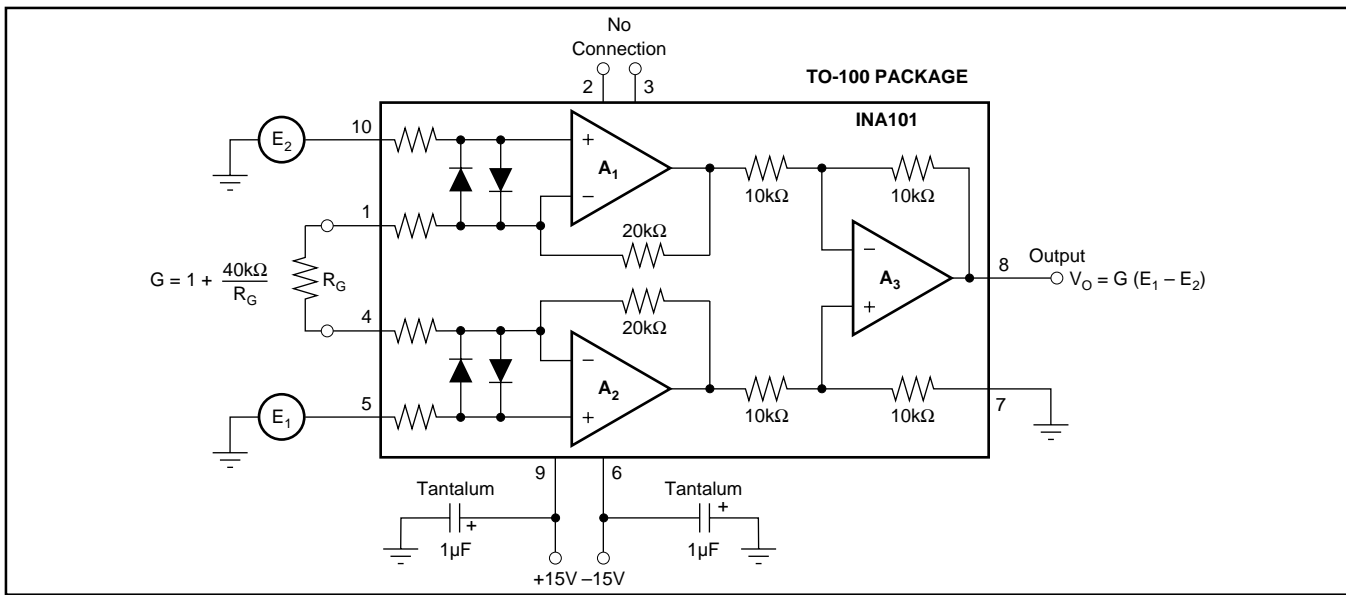 No
Connection
2 3
TO-100 PACKAGE
INA101
10
E2
+
A1
–
10kΩ
10kΩ
1
20kΩ
G = 1 + 40kΩ / RG
RG
–
A3
+
8
Output
VO = G (E1 – E2)
4
20kΩ
–
A2
+
10kΩ
10kΩ
7
5
E1
9 6
Tantalum
+
1µF
Tantalum
+
1µF
+15V –15V